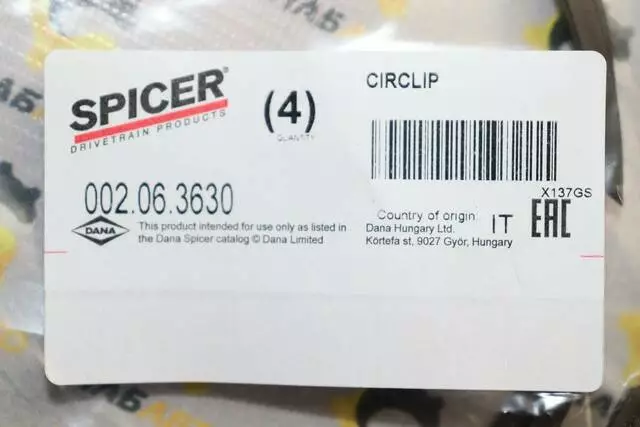 SPICER®
DRIVETRAIN PRODUCTS
(4)
QUANTITY
CIRCLIP
X137GS
002.06.3630
DANA
This product intended for use only as listed in
the Dana Spicer catalog © Dana Limited
Country of origin: IT
Dana Hungary Ltd.
Körtefa st, 9027 Győr, Hungary
EAC